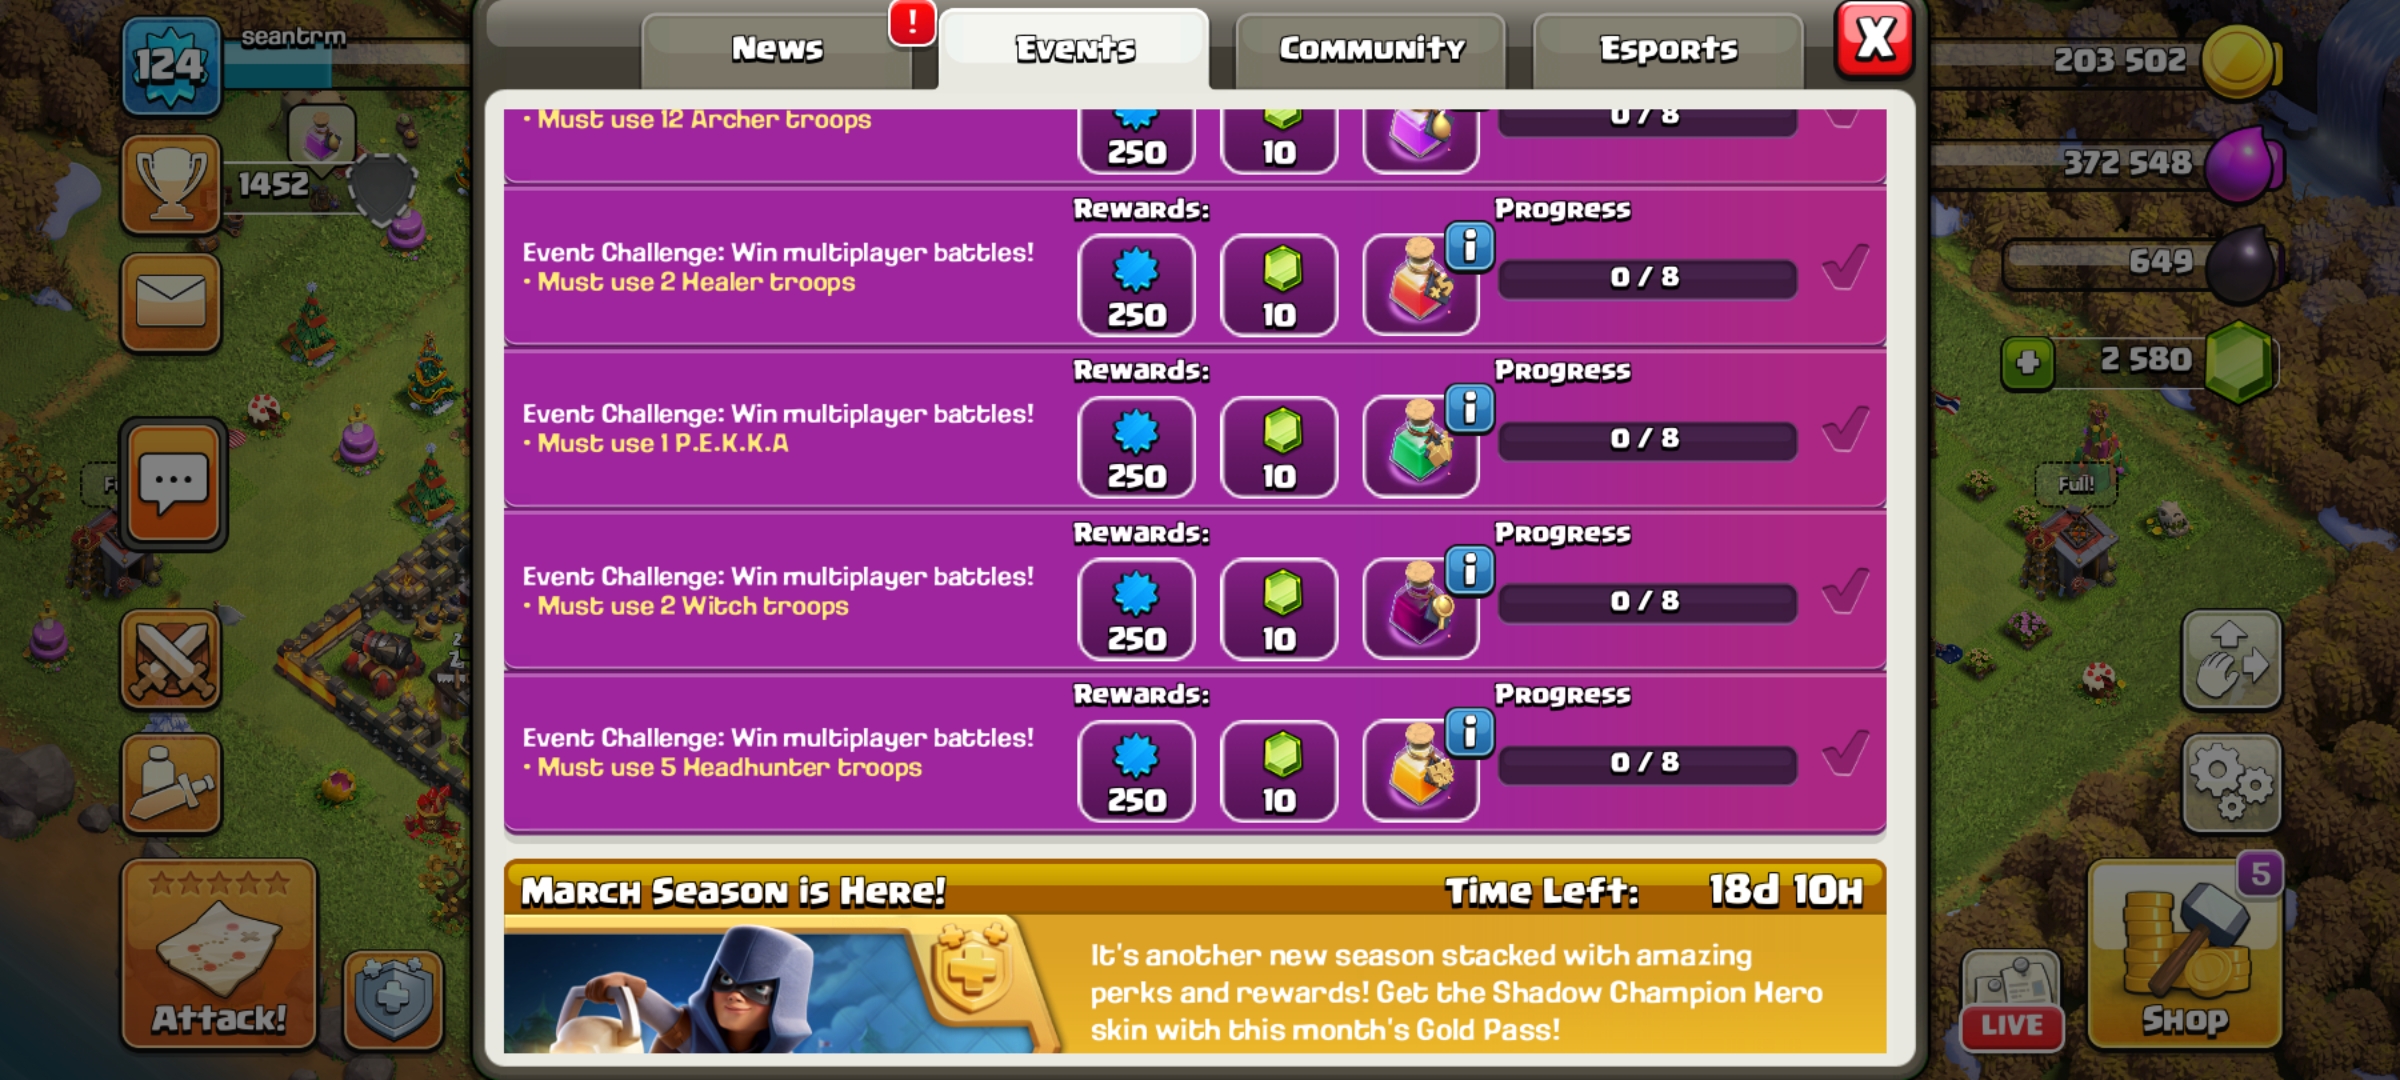 124
seantrm
1452
News
!
Events
Community
Esports
X
203 502
372 548
649
2 580
• Must use 12 Archer troops
250
10
0 / 8
Rewards:
Progress
Event Challenge: Win multiplayer battles!
• Must use 2 Healer troops
250
10
0 / 8
Rewards:
Progress
Event Challenge: Win multiplayer battles!
• Must use 1 P.E.K.K.A
250
10
0 / 8
Rewards:
Progress
Event Challenge: Win multiplayer battles!
• Must use 2 Witch troops
250
10
0 / 8
Rewards:
Progress
Event Challenge: Win multiplayer battles!
• Must use 5 Headhunter troops
250
10
0 / 8
March Season is Here!
Time Left: 18d 10H
It's another new season stacked with amazing
perks and rewards! Get the Shadow Champion Hero
skin with this month's Gold Pass!
Full!
Attack!
LIVE
5
Shop